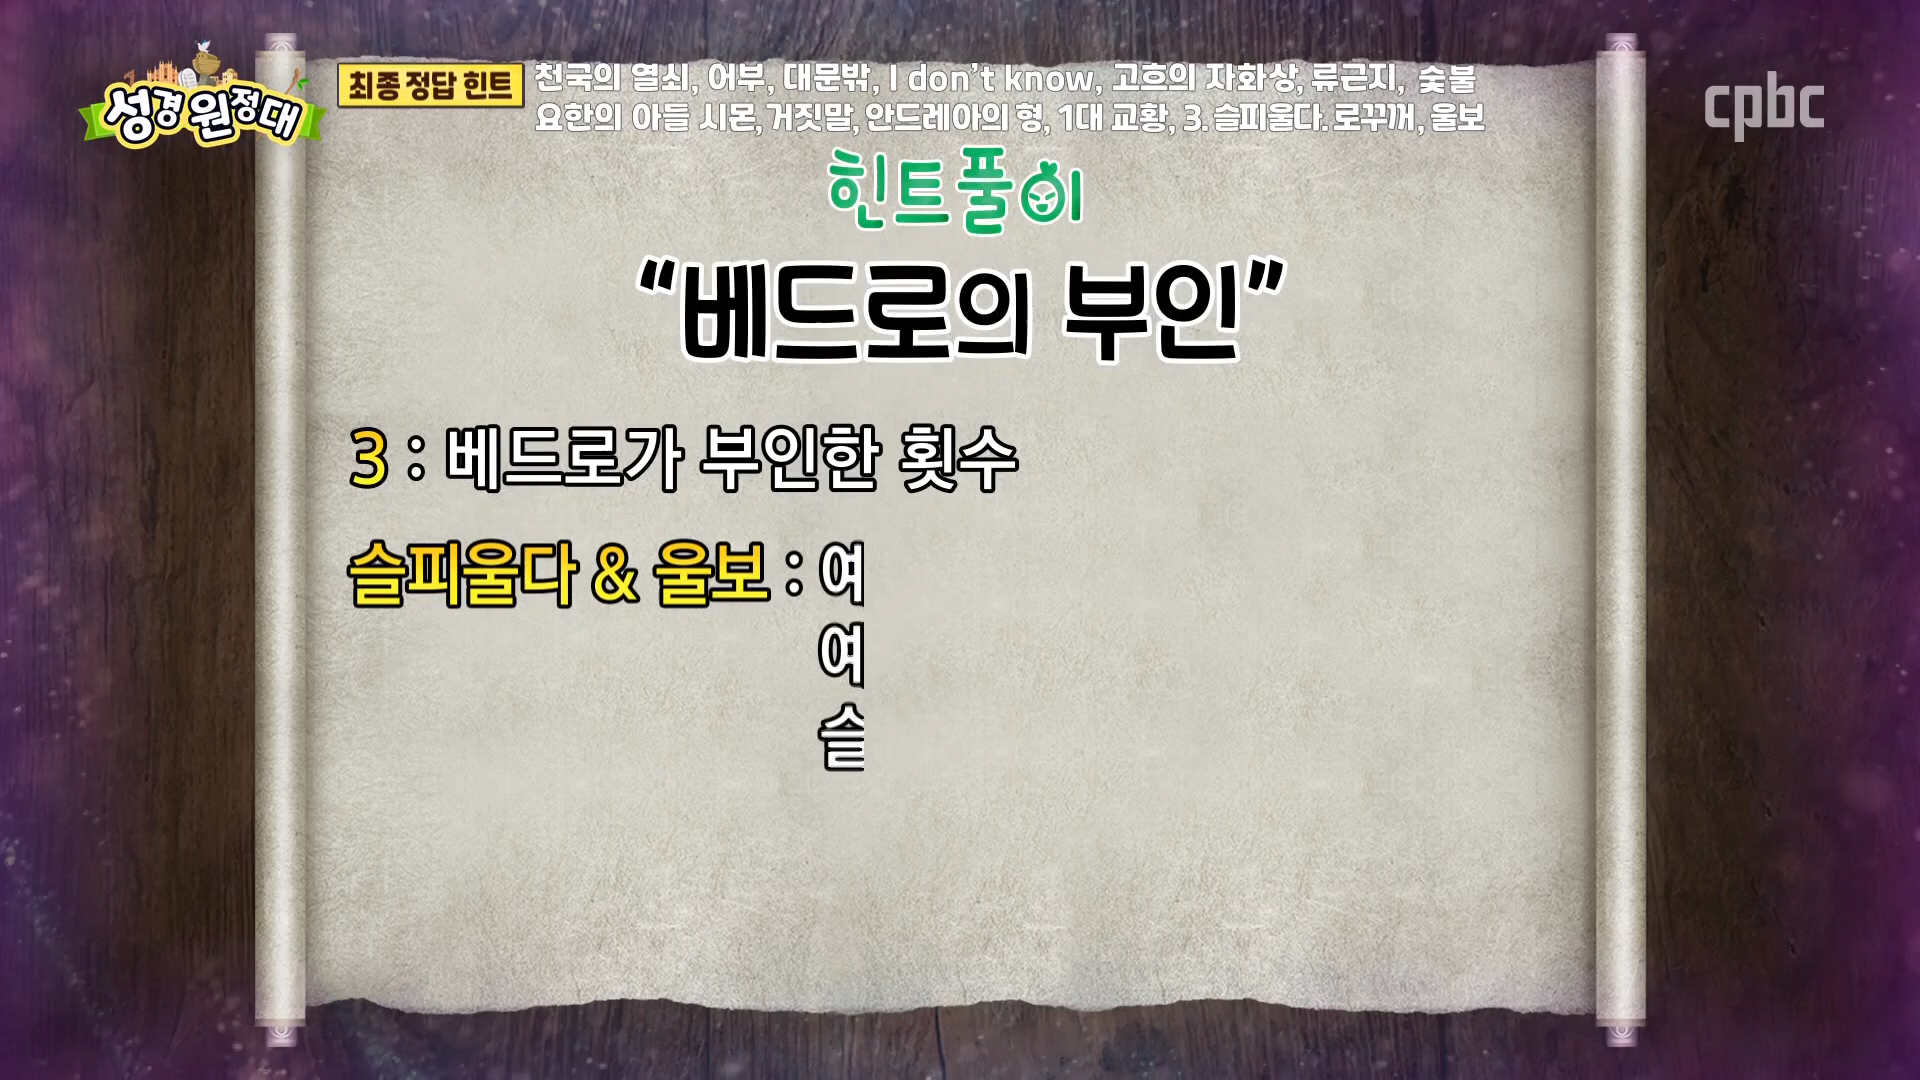 성경 원정대
최종 정답 힌트
천국의 열쇠, 어부, 대문밖, I don't know, 고흐의 자화상, 류근지, 숯불
요한의 아들 시몬, 거짓말, 안드레아의 형, 1대 교황, 3. 슬피울다. 로꾸꺼, 울보
cpbc
힌트풀이
“베드로의 부인”
3 : 베드로가 부인한 횟수
슬피울다 & 울보 : 예
예
슬